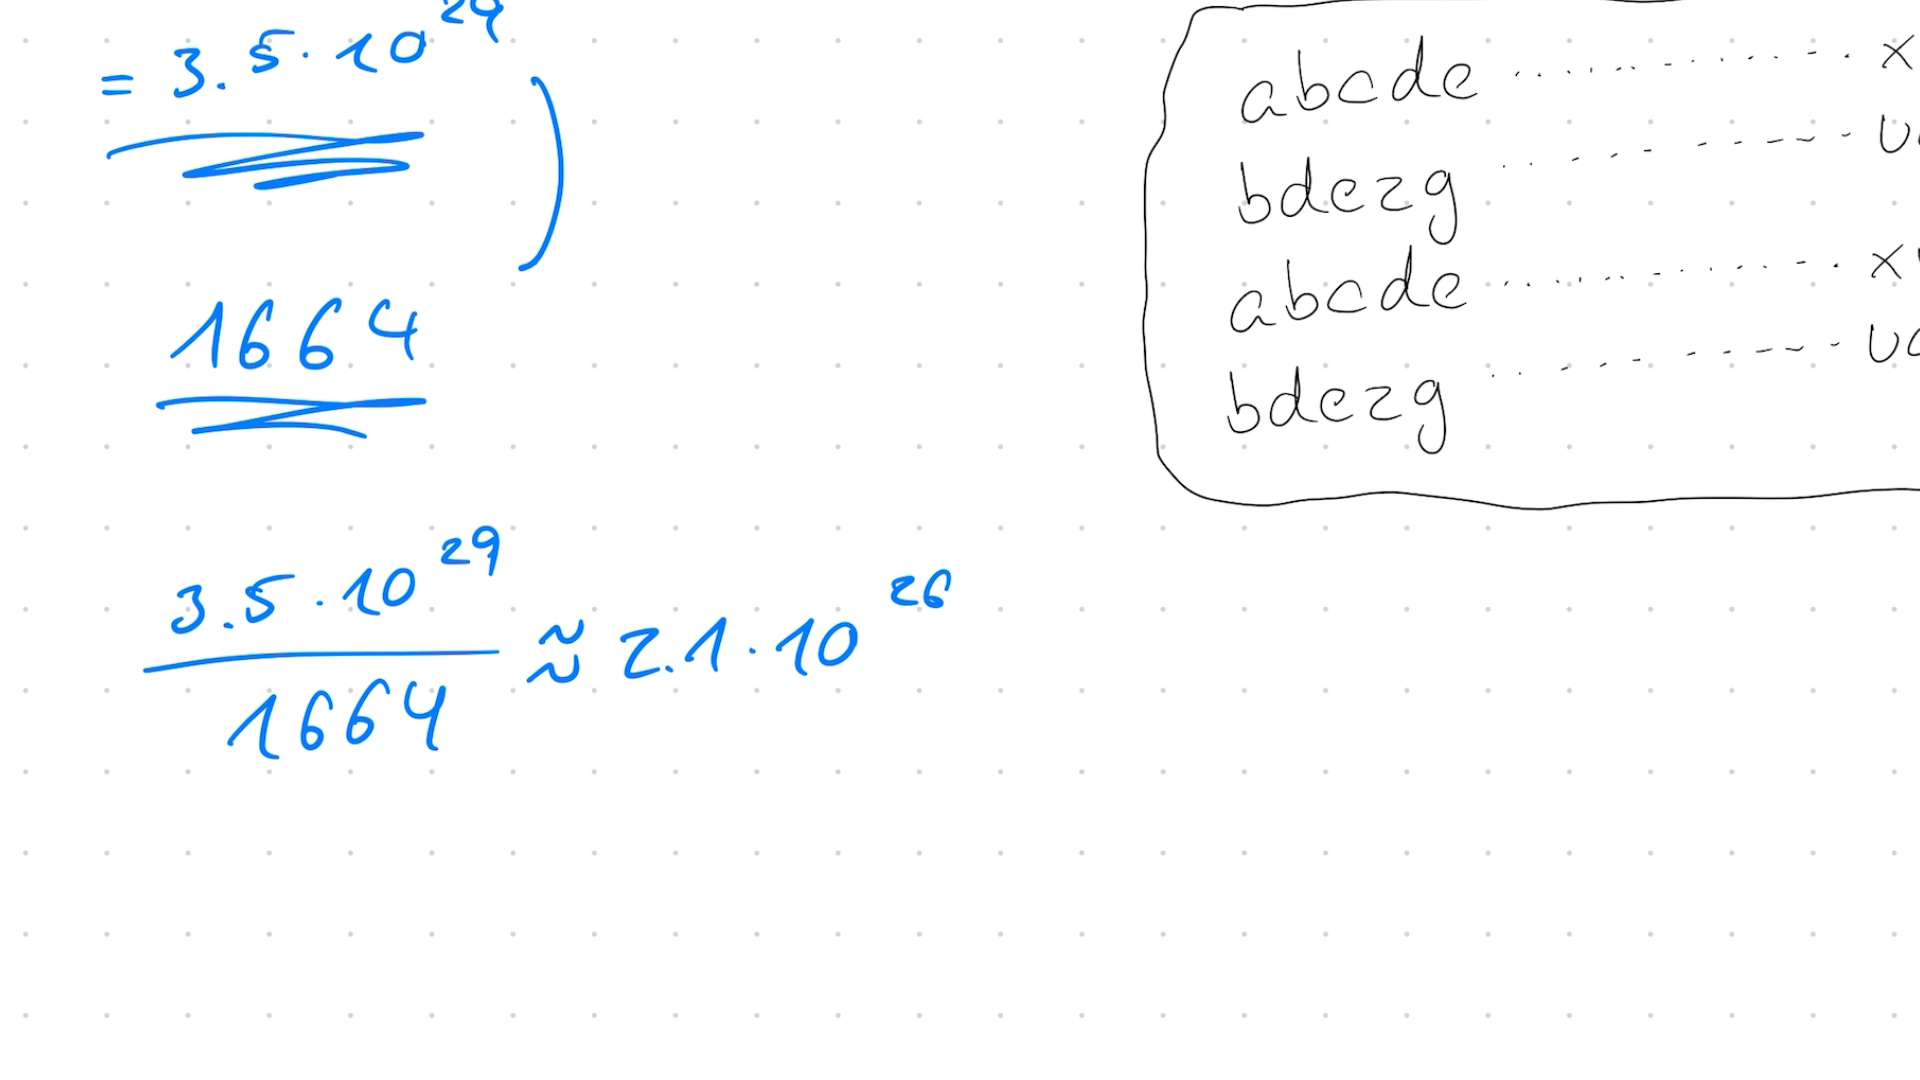 = 3.5 · 10^29
1664
3.5 · 10^29
1664
≈ 2.1 · 10^26
abcde ............. x
bdezg ............. u
abcde ............. x
bdezg ............. u